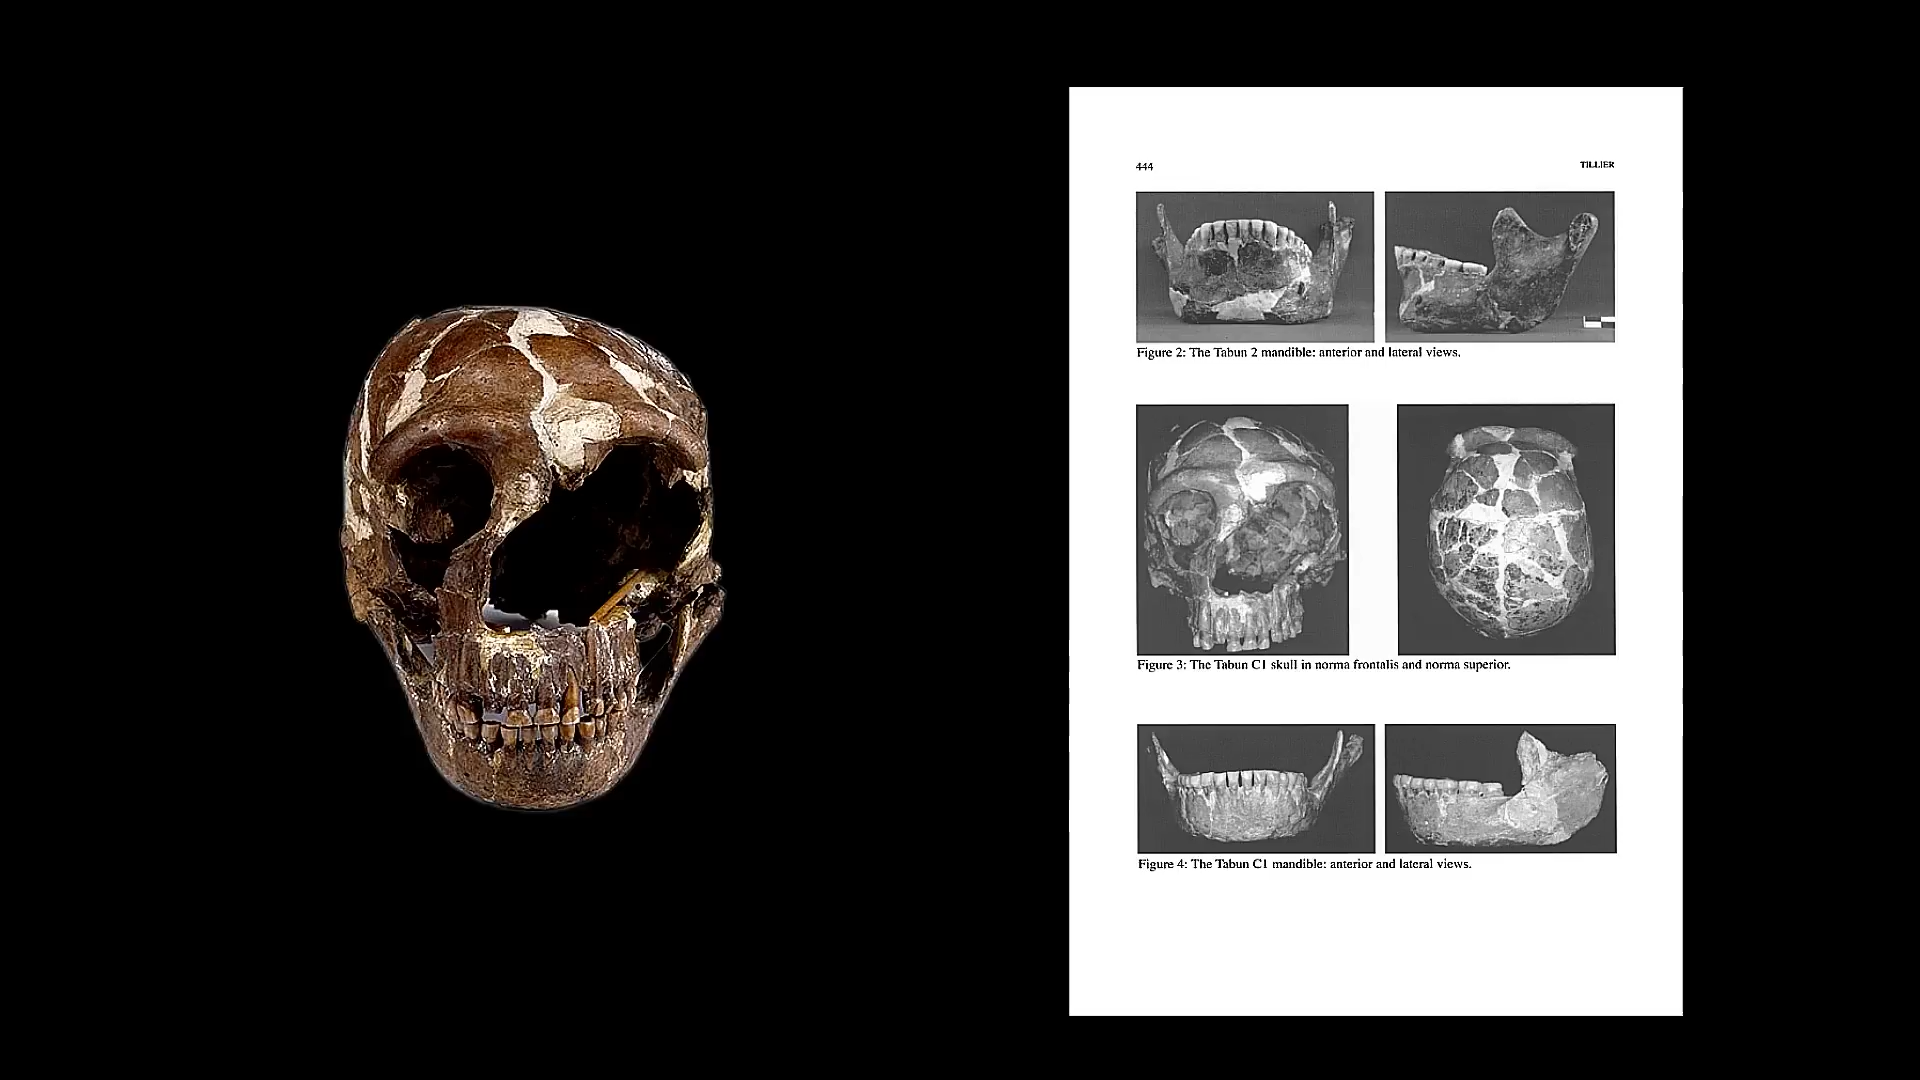 444
TILLIER
Figure 2: The Tabun 2 mandible: anterior and lateral views.
Figure 3: The Tabun C1 skull in norma frontalis and norma superior.
Figure 4: The Tabun C1 mandible: anterior and lateral views.